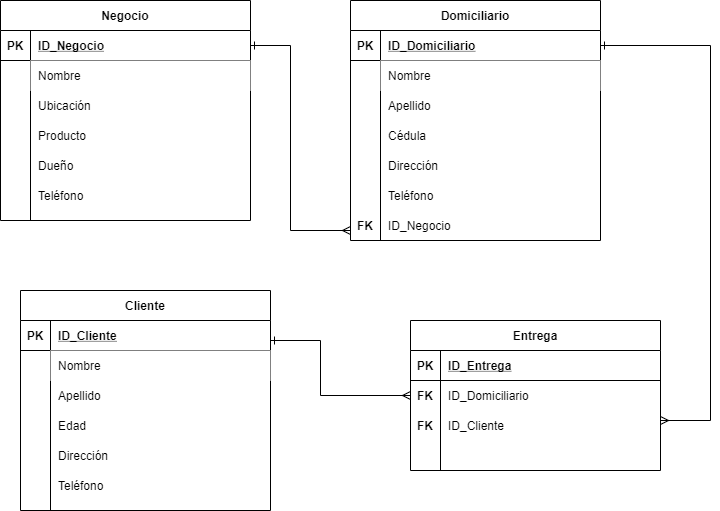 Negocio
PK ID_Negocio
Nombre
Ubicación
Producto
Dueño
Teléfono
Domiciliario
PK ID_Domiciliario
Nombre
Apellido
Cédula
Dirección
Teléfono
FK ID_Negocio
Cliente
PK ID_Cliente
Nombre
Apellido
Edad
Dirección
Teléfono
Entrega
PK ID_Entrega
FK ID_Domiciliario
FK ID_Cliente